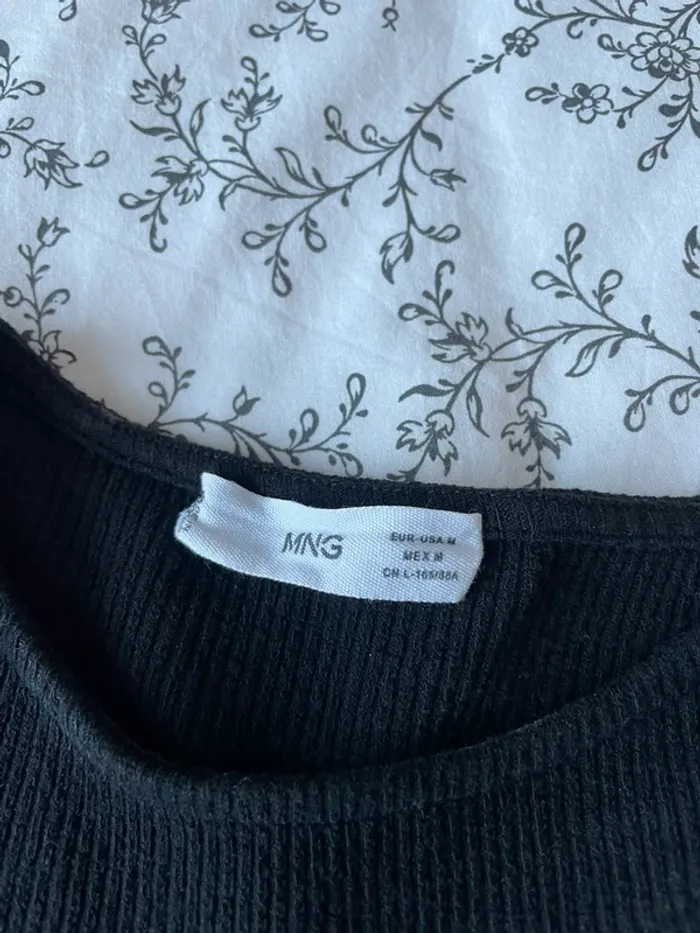 MNG
EUR-USA M
MEX M
CN L-165/88A